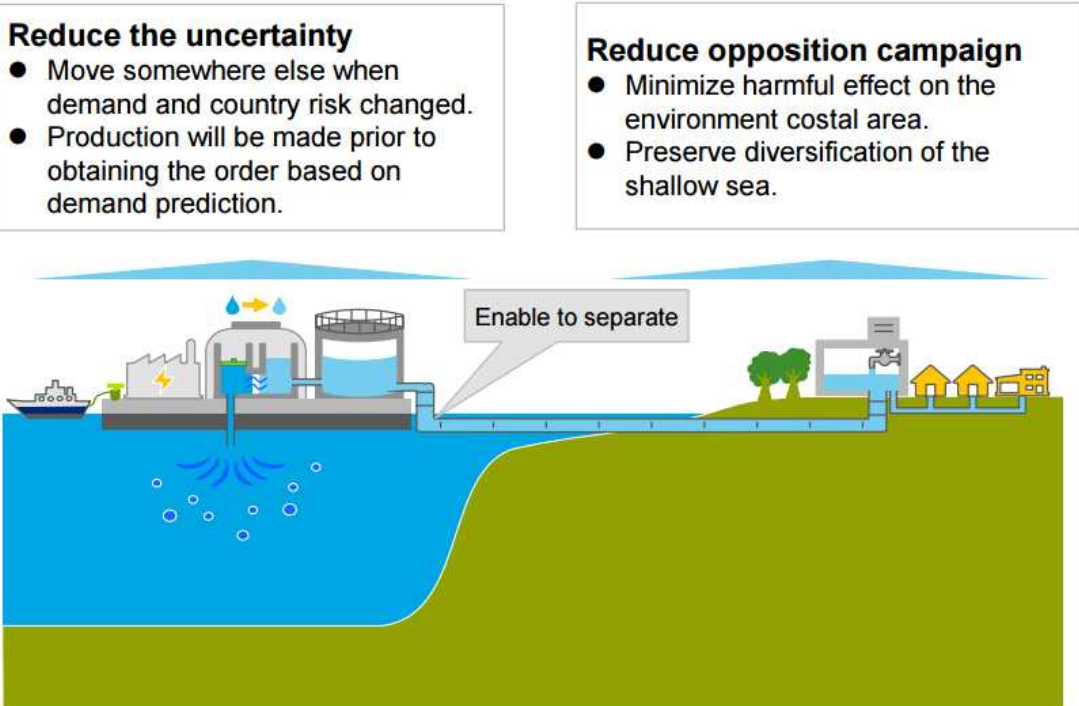 Reduce the uncertainty
● Move somewhere else when
demand and country risk changed.
● Production will be made prior to
obtaining the order based on
demand prediction.
Reduce opposition campaign
● Minimize harmful effect on the
environment costal area.
● Preserve diversification of the
shallow sea.
Enable to separate